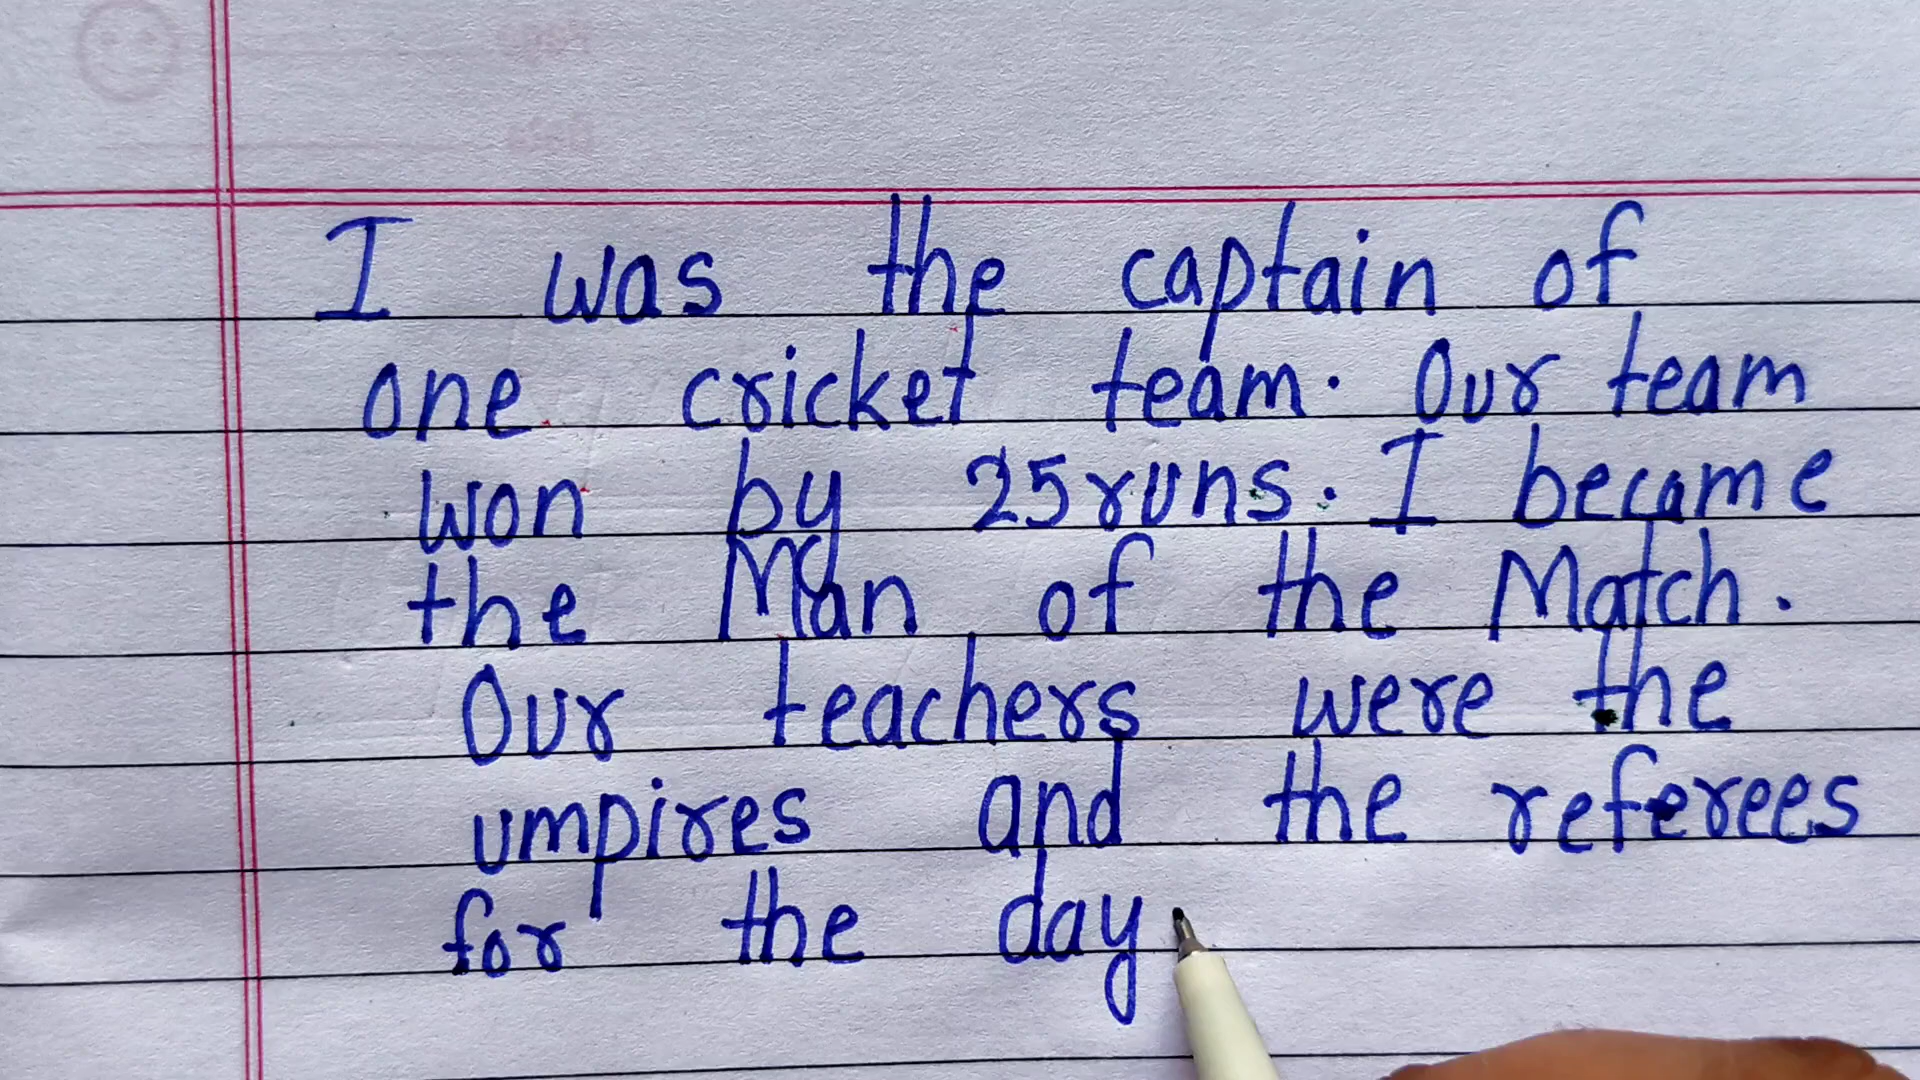 I was the captain of
one cricket team. Our team
won by 25 runs. I became
the Man of the Match.
Our teachers were the
umpires and the referees
for the day